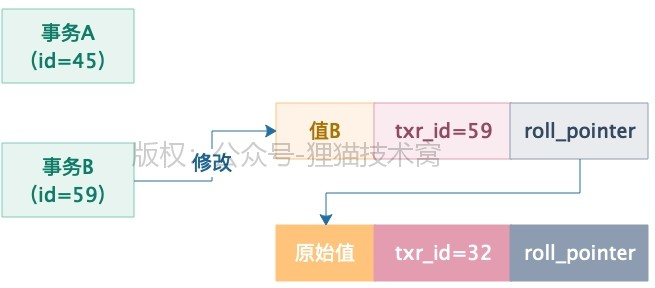 事务A
（id=45）
值B
txr_id=59
roll_pointer
事务B
（id=59）
修改
版权：公众号-狸猫技术窝
原始值
txr_id=32
roll_pointer